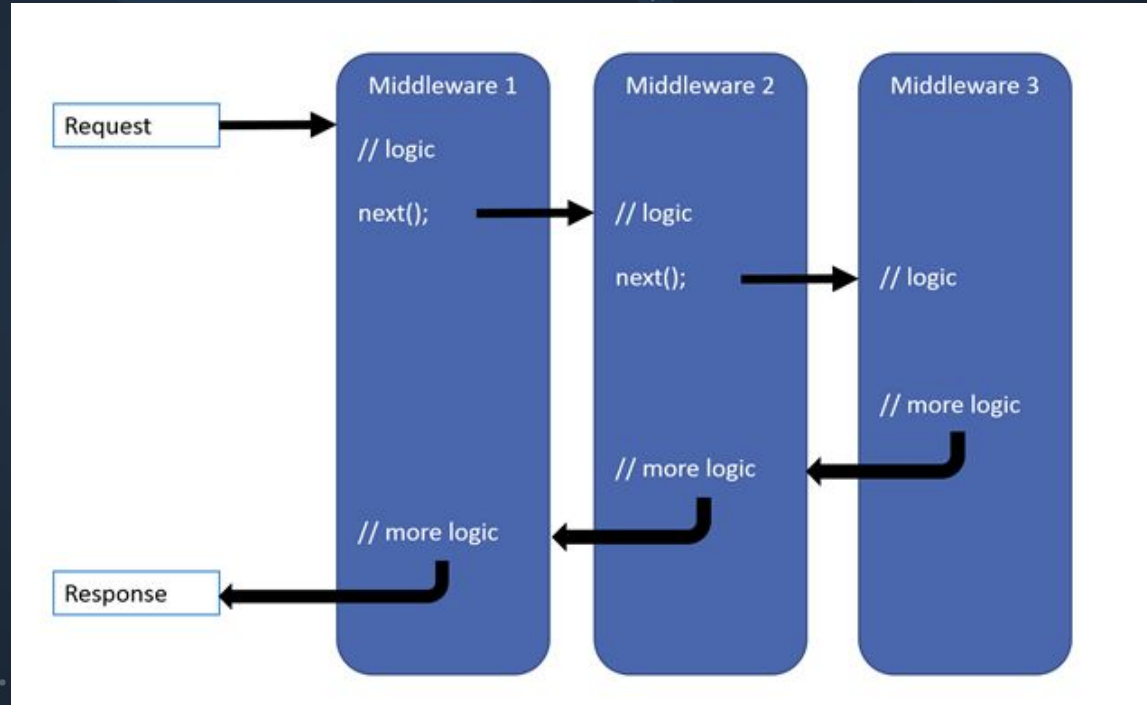 Middleware 1
Middleware 2
Middleware 3
Request
// logic
next();
// logic
next();
// logic
// more logic
// more logic
// more logic
Response